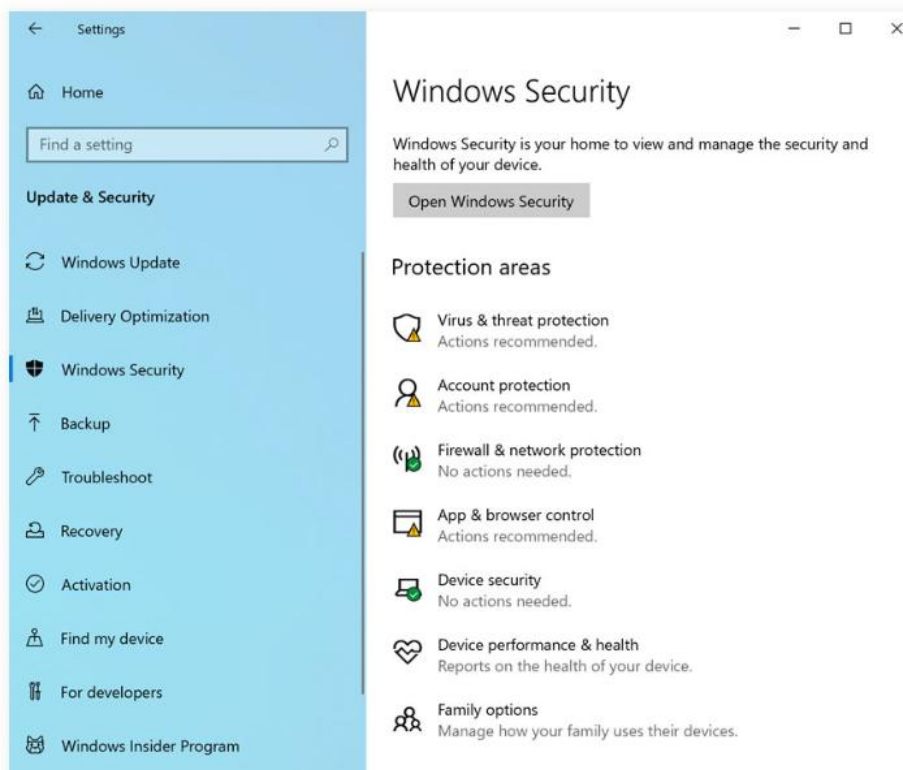 Settings
Home
Find a setting
Update & Security
Windows Update
Delivery Optimization
Windows Security
Backup
Troubleshoot
Recovery
Activation
Find my device
For developers
Windows Insider Program
Windows Security
Windows Security is your home to view and manage the security and
health of your device.
Open Windows Security
Protection areas
Virus & threat protection
Actions recommended.
Account protection
Actions recommended.
Firewall & network protection
No actions needed.
App & browser control
Actions recommended.
Device security
No actions needed.
Device performance & health
Reports on the health of your device.
Family options
Manage how your family uses their devices.